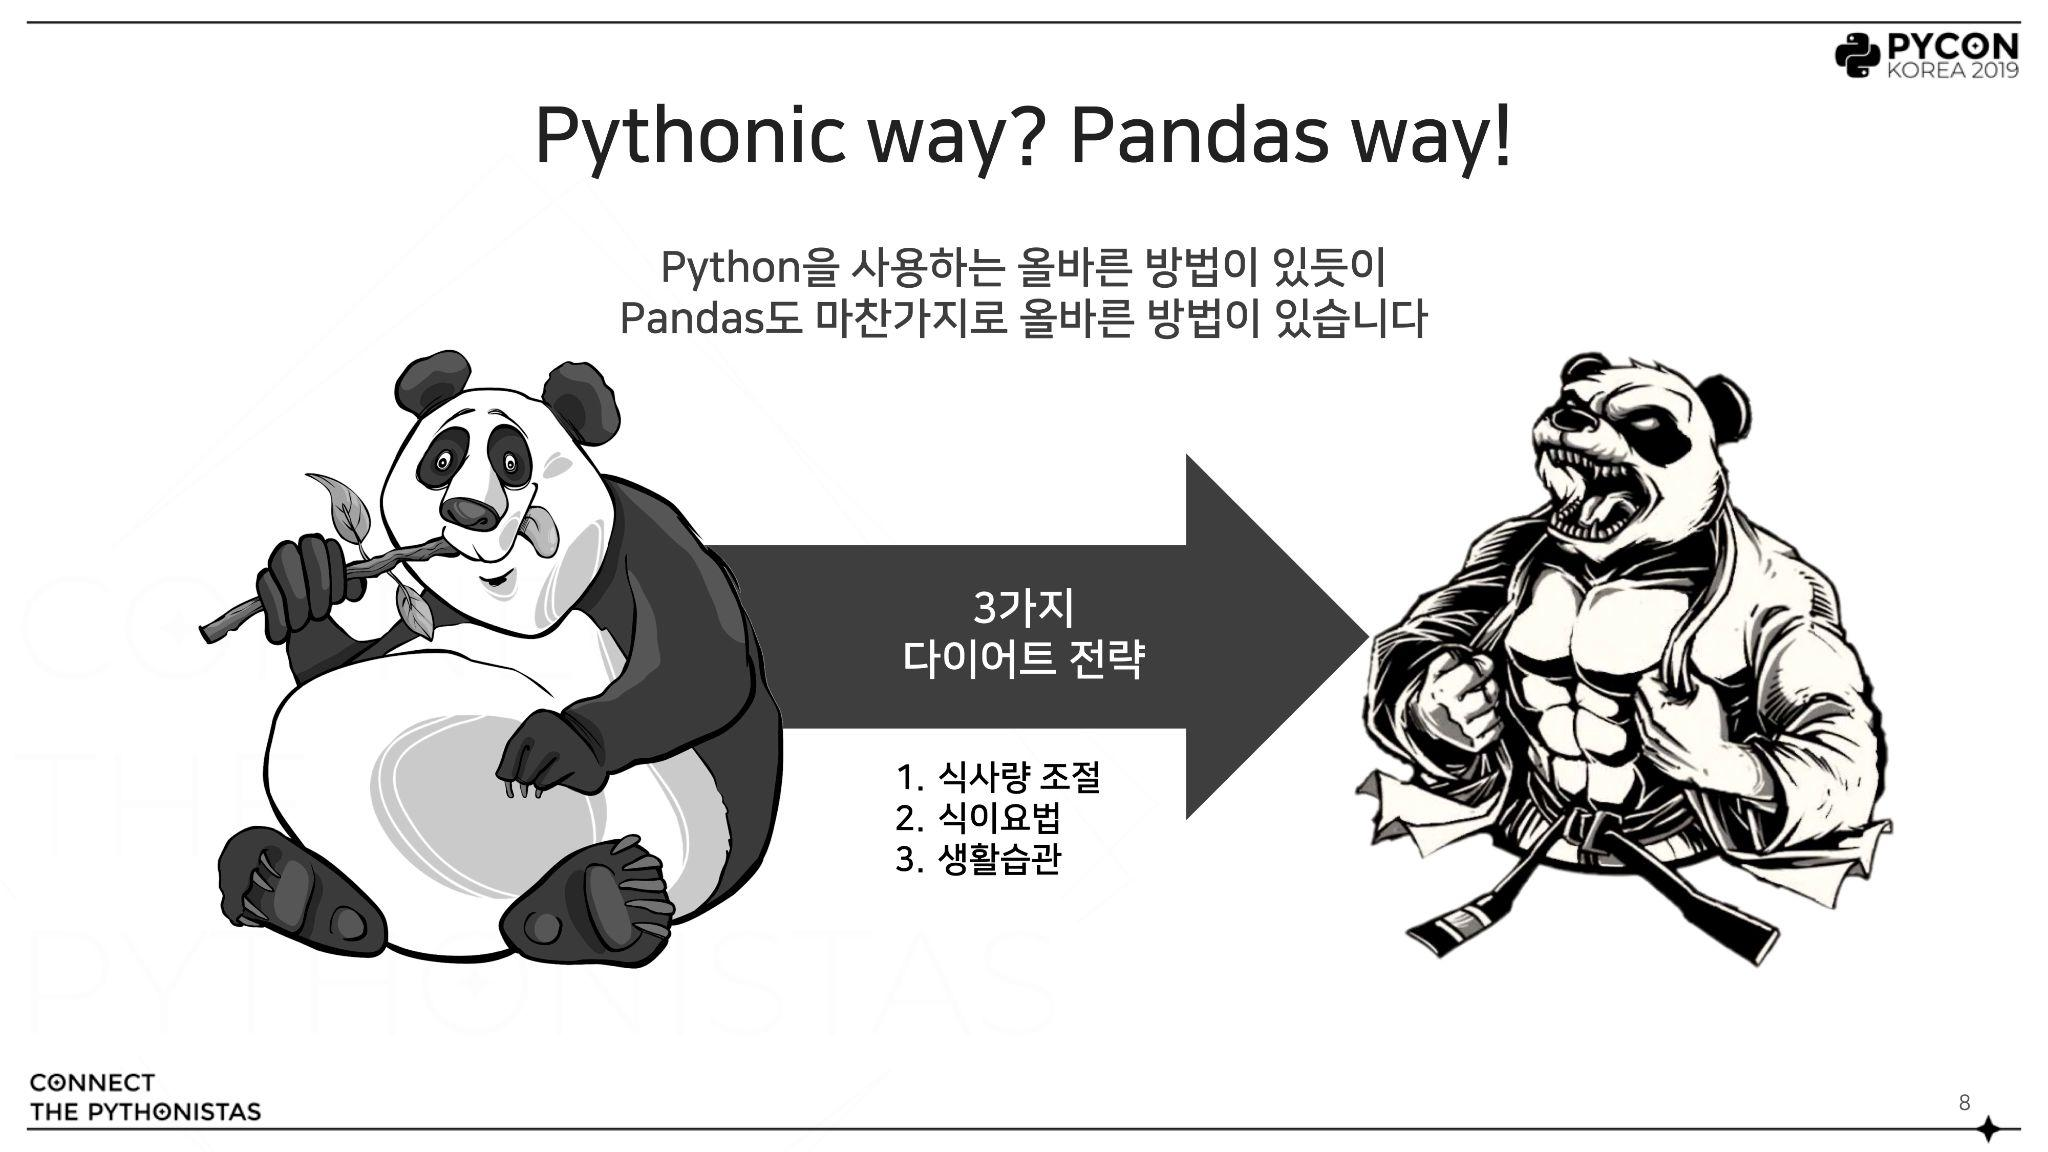 PYCON
KOREA 2019
Pythonic way? Pandas way!
Python을 사용하는 올바른 방법이 있듯이
Pandas도 마찬가지로 올바른 방법이 있습니다
3가지
다이어트 전략
1. 식사량 조절
2. 식이요법
3. 생활습관
CONNECT
THE PYTHONISTAS
CONNECT
THE PYTHONISTAS
8